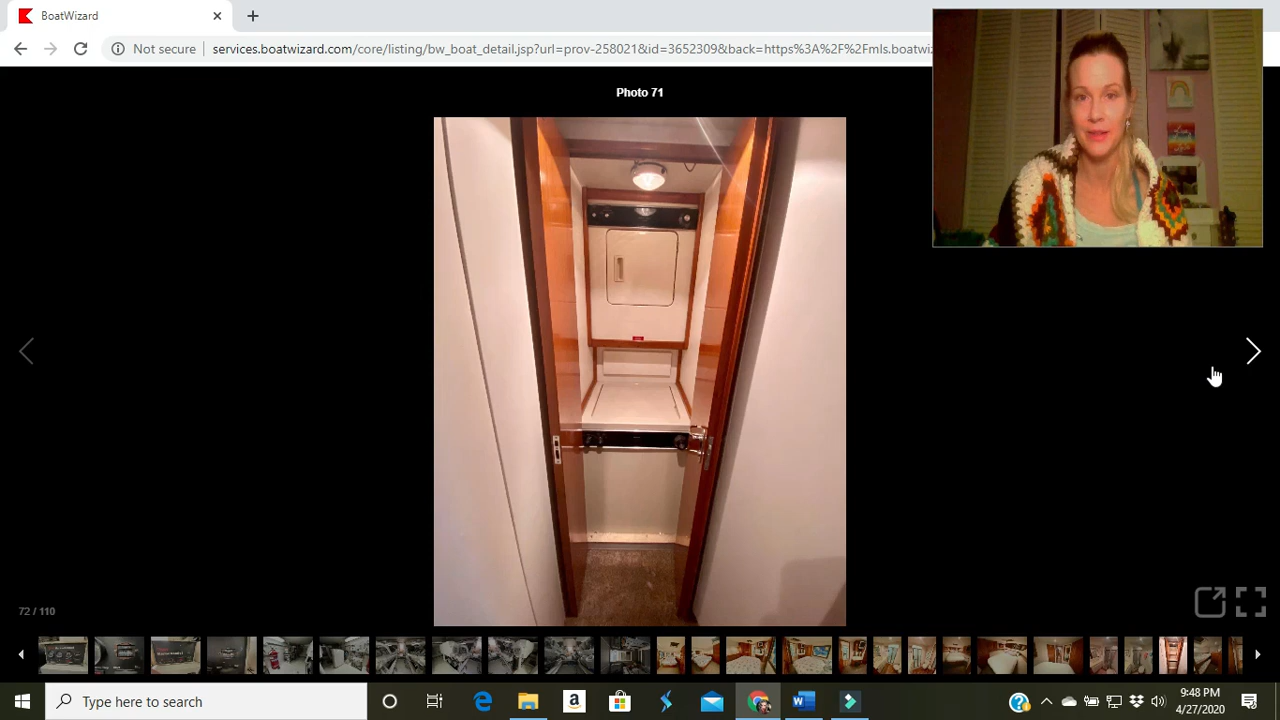 BoatWizard
Not secure
services.boatwizard.com/core/listing/bw_boat_detail.jsp?url=prov-258021&id=3652309&back=https%3A%2F%2Fmls.boatwiz
Photo 71
72 / 110
Type here to search
9:48 PM
4/27/2020